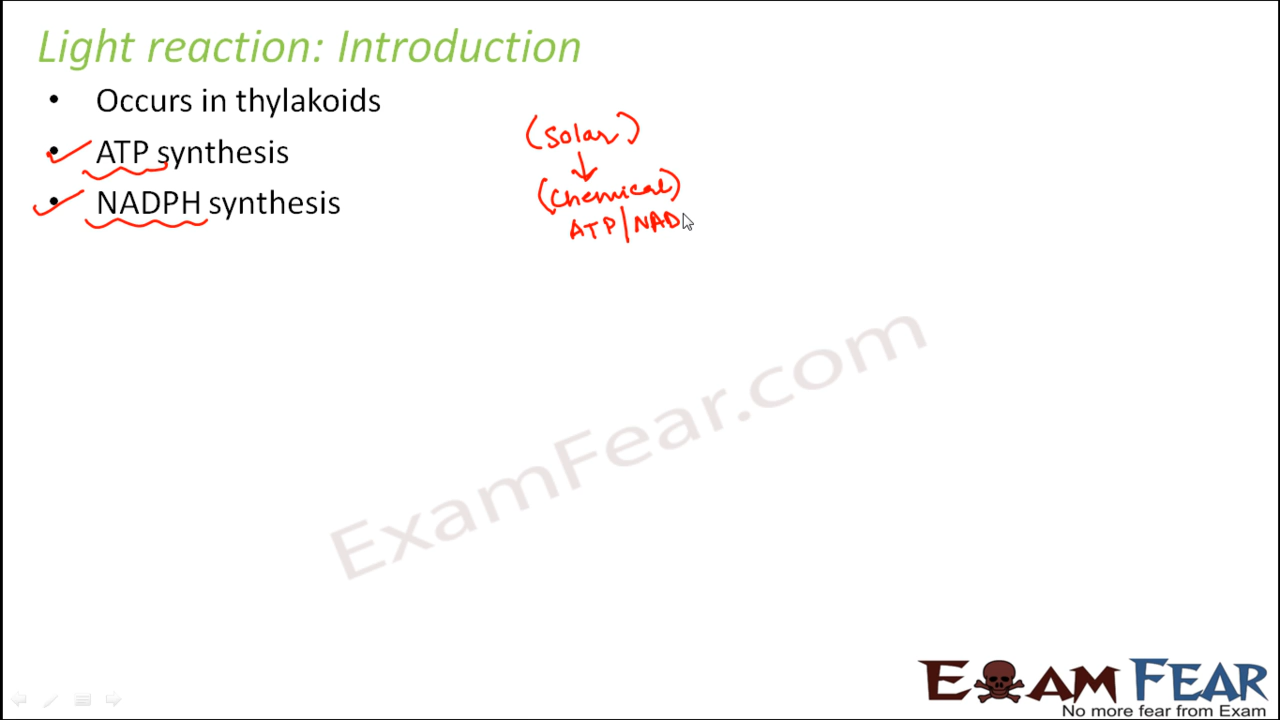 Light reaction: Introduction
• Occurs in thylakoids
• ATP synthesis
• NADPH synthesis
(Solar)
(Chemical)
ATP|NAD
ExamFear.com
EXAM FEAR
No more fear from Exam